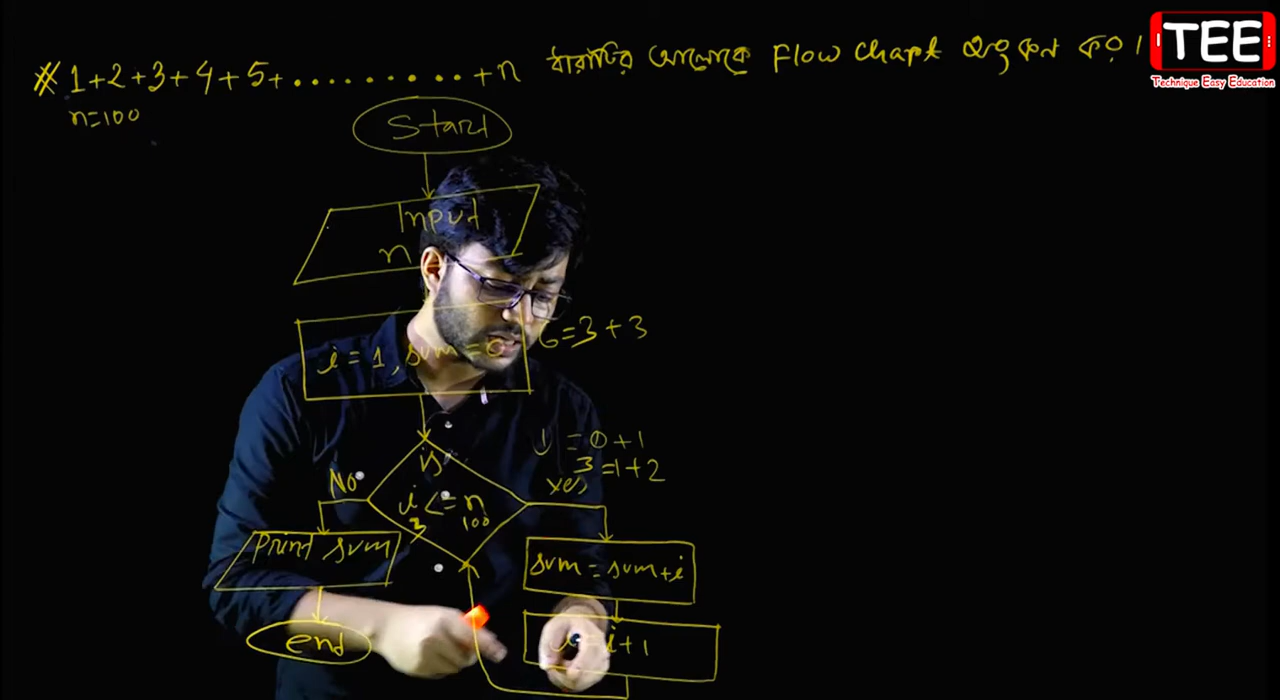 # 1+2+3+4+5+..........+n ধারাটির আলোকে Flow Chart অংকন কর।
TEE
Technique Easy Education
n=100
Start
Input
n
i = 1, sum = 0
6=3+3
1 = 0+1
3 =1+2
is
No
yes
i <= n
3 100
print sum
sum = sum+i
end
i+1